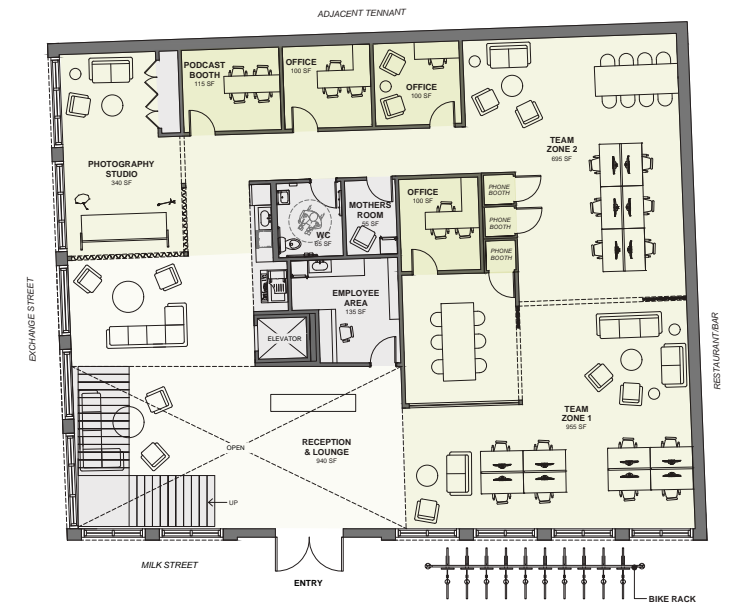 ADJACENT TENNANT
PODCAST
BOOTH
115 SF
OFFICE
100 SF
OFFICE
100 SF
TEAM
ZONE 2
695 SF
PHOTOGRAPHY
STUDIO
340 SF
OFFICE
100 SF
PHONE
BOOTH
PHONE
BOOTH
PHONE
BOOTH
MOTHERS
ROOM
55 SF
WC
65 SF
EMPLOYEE
AREA
135 SF
ELEVATOR
EXCHANGE STREET
RESTAURANT/BAR
TEAM
ZONE 1
955 SF
RECEPTION
& LOUNGE
940 SF
OPEN
UP
MILK STREET
ENTRY
BIKE RACK